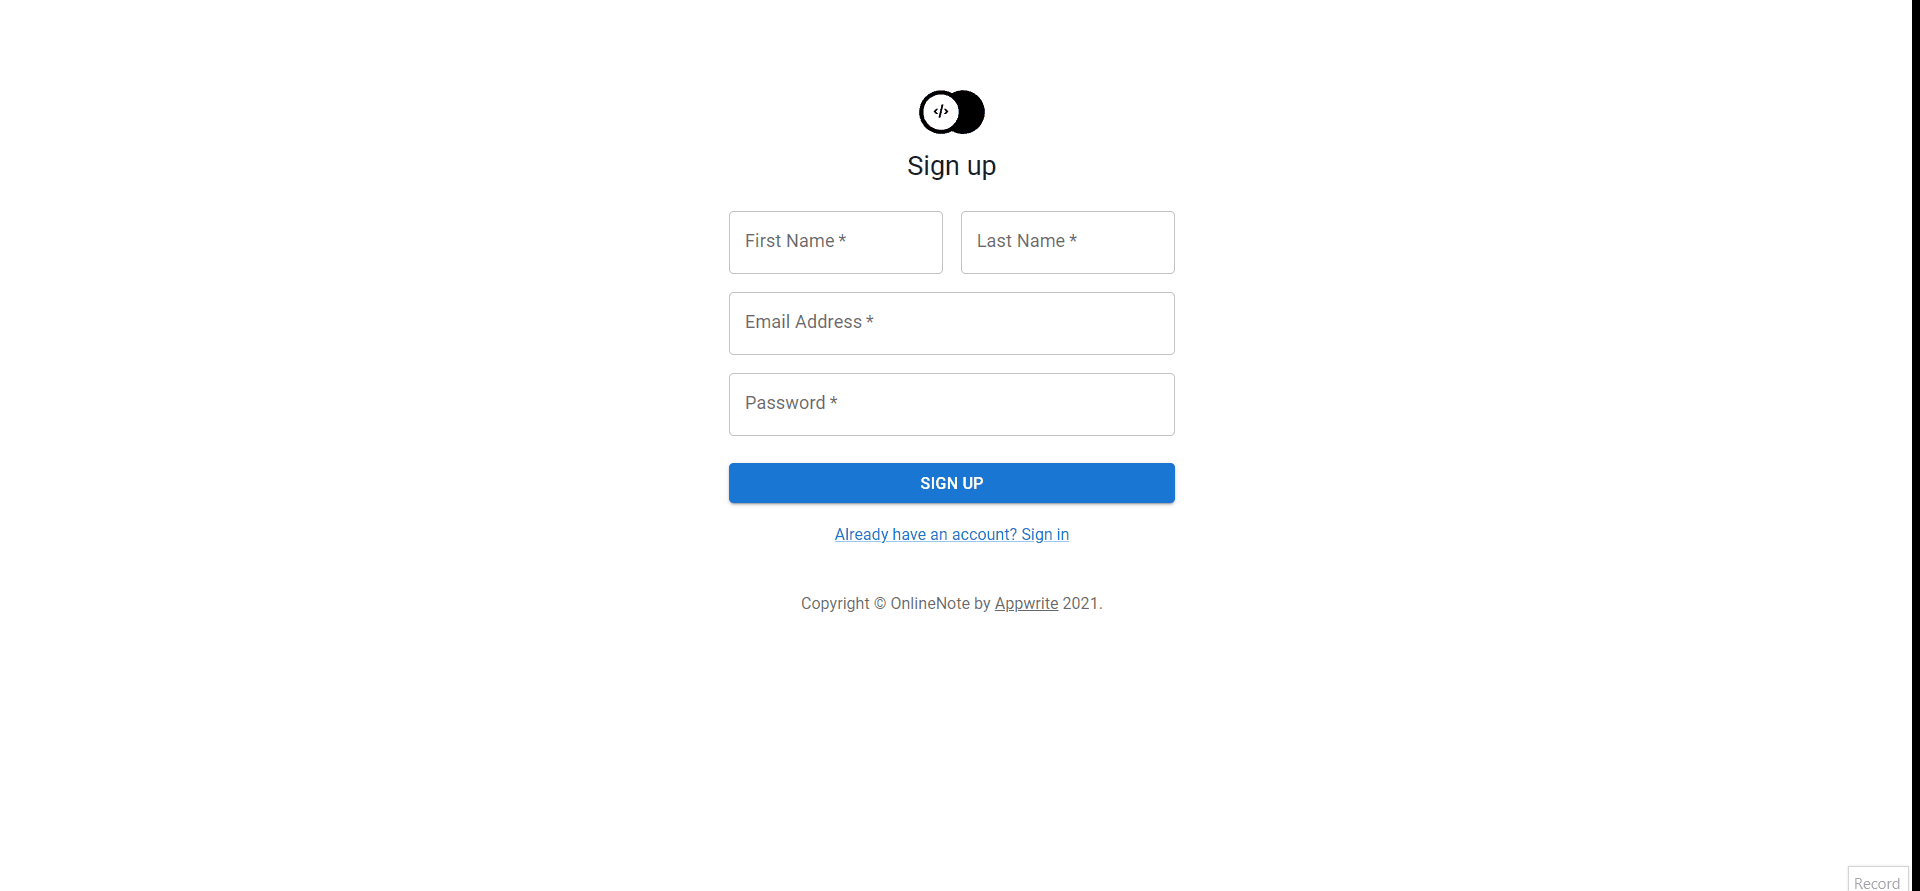 </>
Sign up
First Name *
Last Name *
Email Address *
Password *
SIGN UP
Already have an account? Sign in
Copyright © OnlineNote by Appwrite 2021.
Record